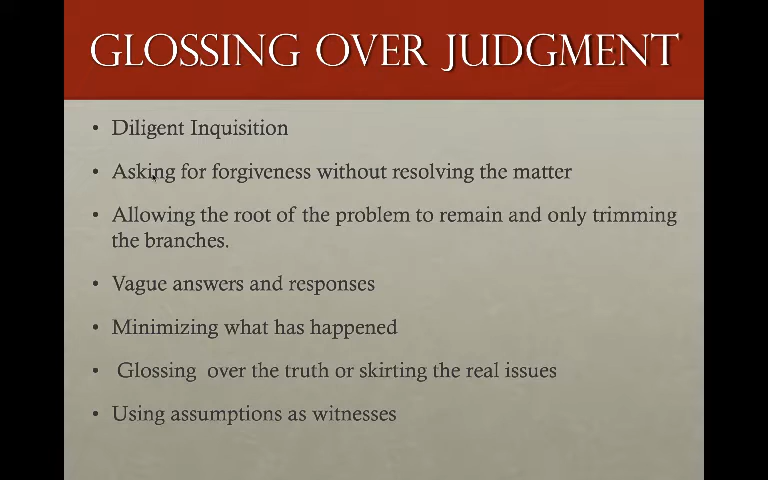 GLOSSING OVER JUDGMENT
• Diligent Inquisition
• Asking for forgiveness without resolving the matter
• Allowing the root of the problem to remain and only trimming
the branches.
• Vague answers and responses
• Minimizing what has happened
• Glossing over the truth or skirting the real issues
• Using assumptions as witnesses